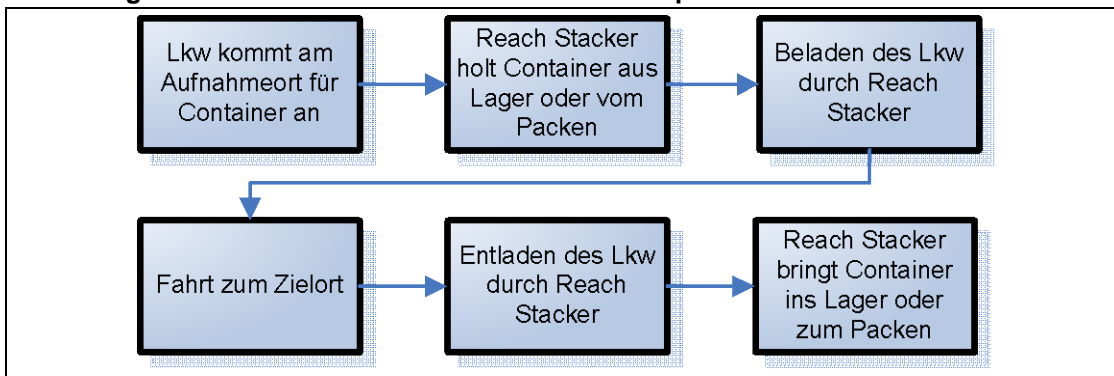 Lkw kommt am
Aufnahmeort für
Container an
Reach Stacker
holt Container aus
Lager oder vom
Packen
Beladen des Lkw
durch Reach
Stacker
Fahrt zum Zielort
Entladen des Lkw
durch Reach
Stacker
Reach Stacker
bringt Container
ins Lager oder
zum Packen